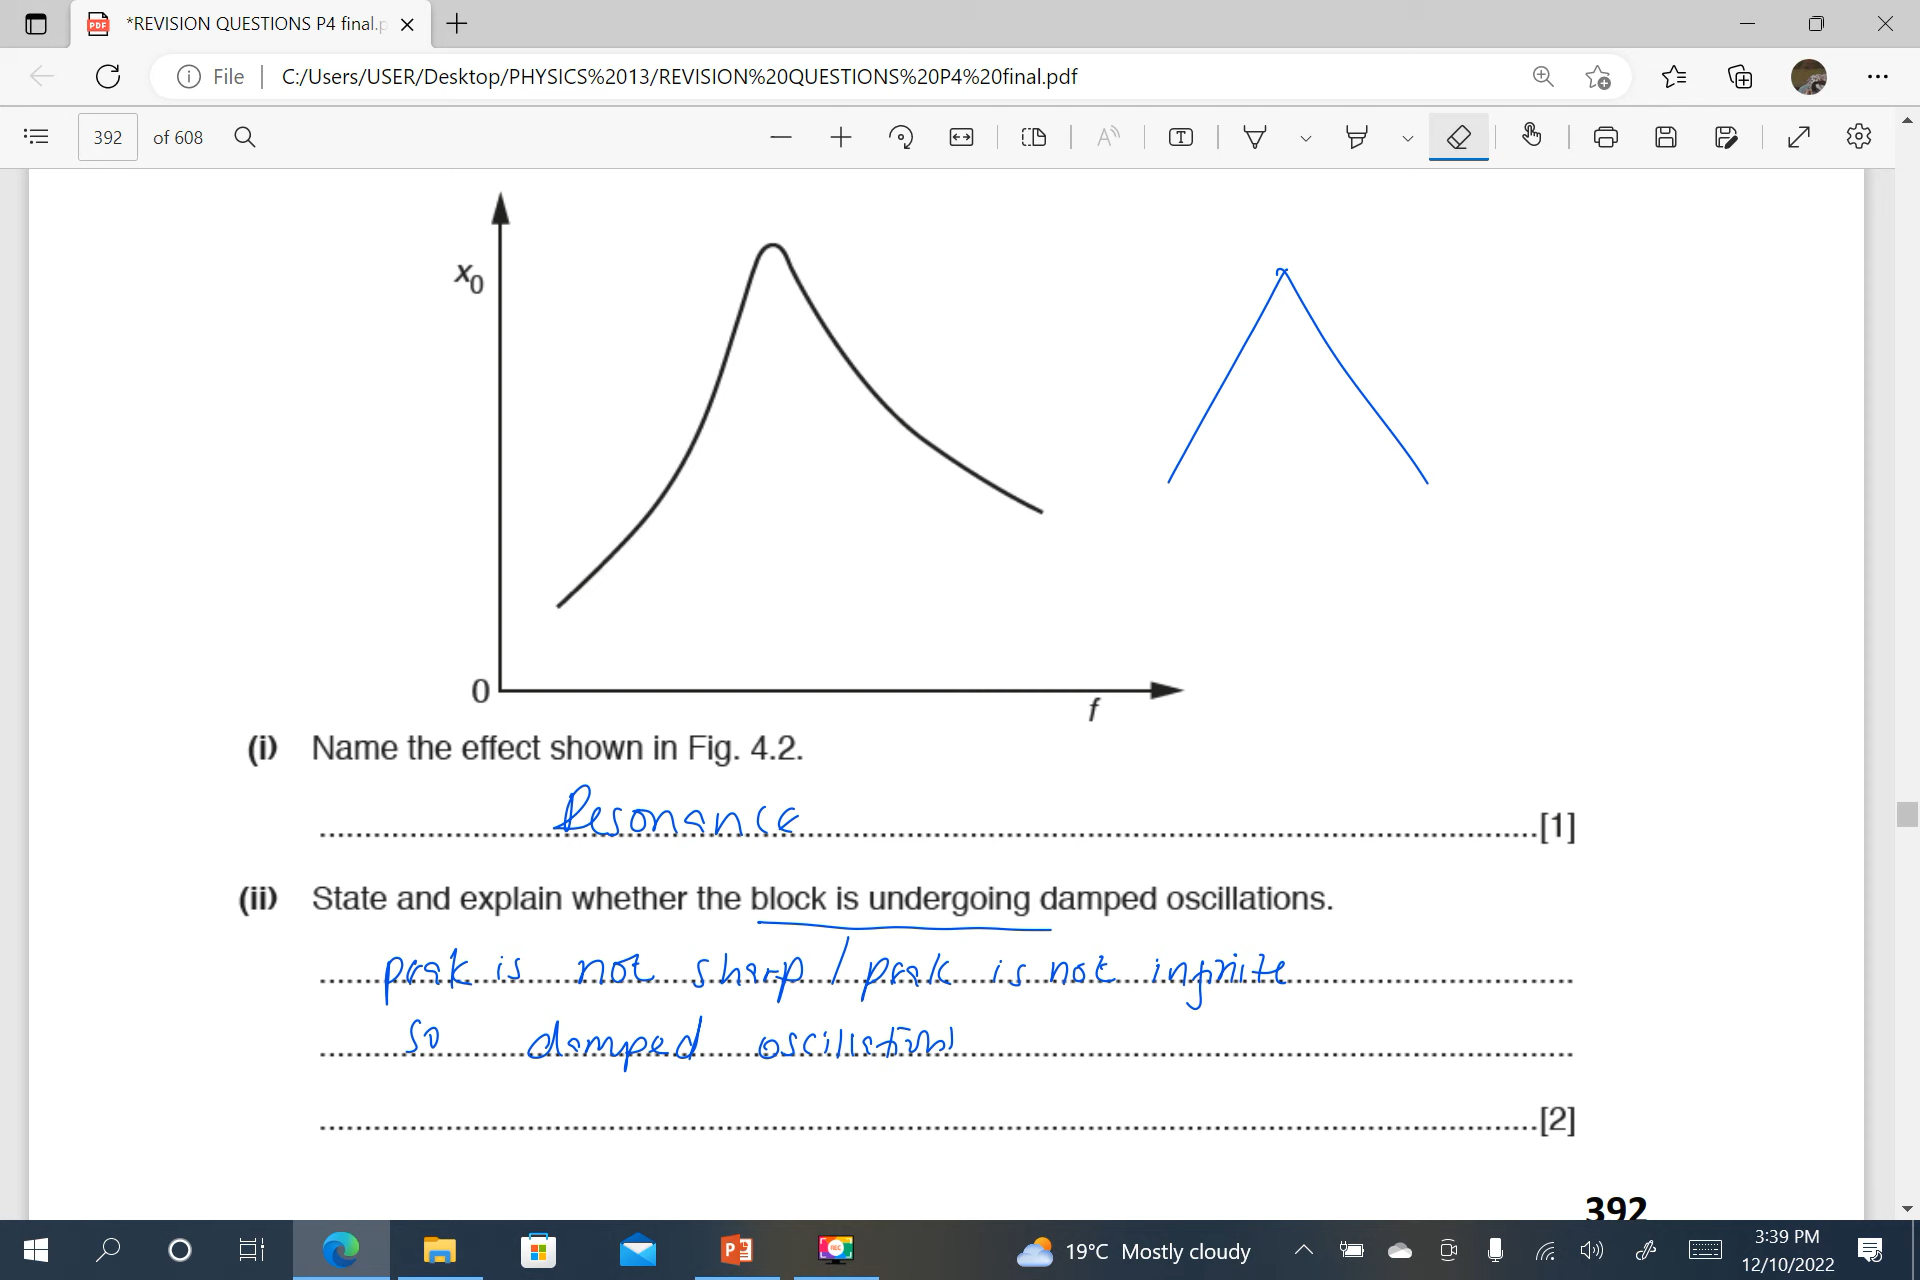 *REVISION QUESTIONS P4 final.p
File
C:/Users/USER/Desktop/PHYSICS%2013/REVISION%20QUESTIONS%20P4%20final.pdf
392 of 608
x0
0
f
(i) Name the effect shown in Fig. 4.2.
Resonance
[1]
(ii) State and explain whether the block is undergoing damped oscillations.
peak is not sharp / peak is not infinite
so damped oscillations
[2]
392
19°C Mostly cloudy
3:39 PM
12/10/2022